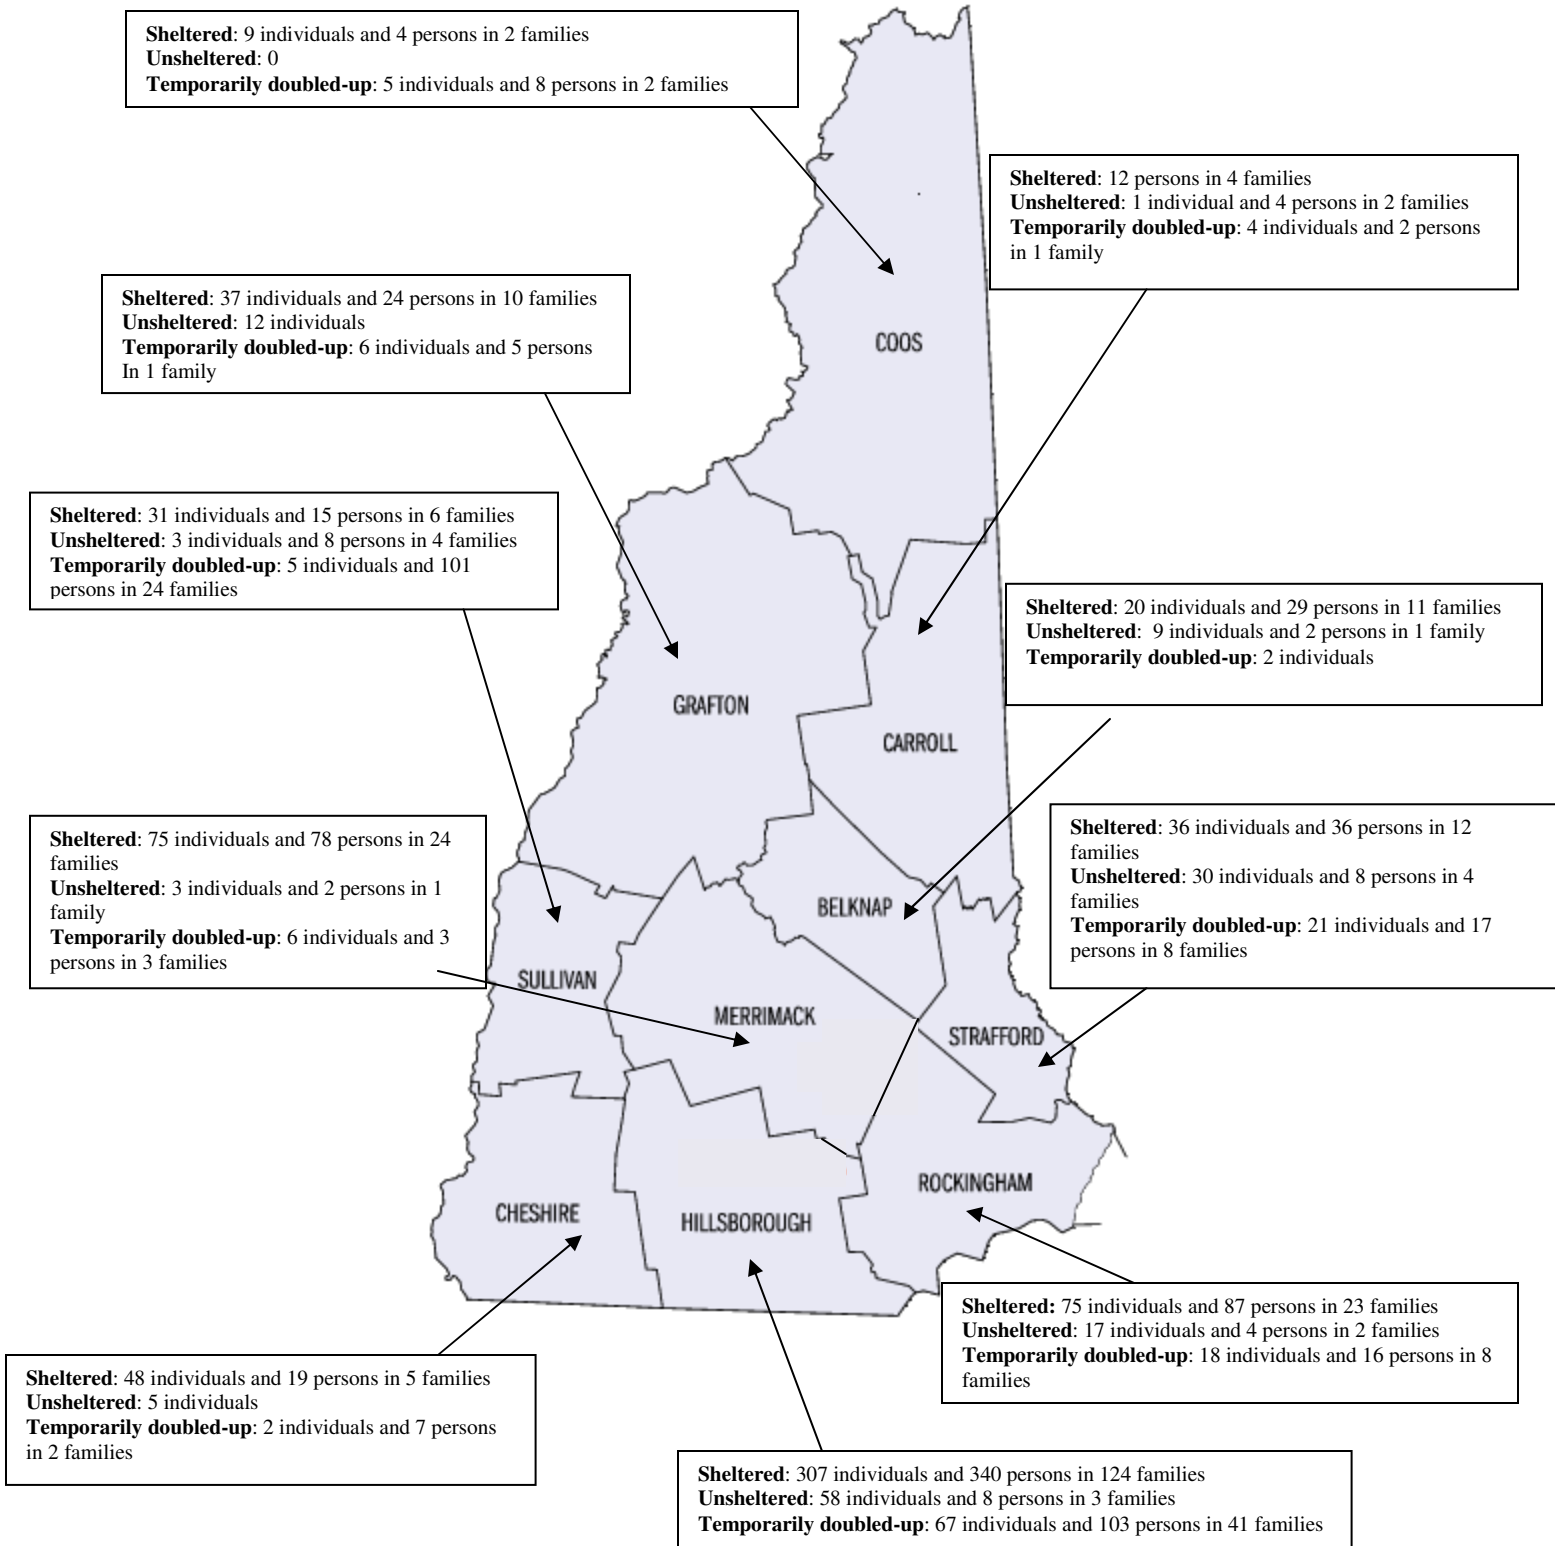 Sheltered: 9 individuals and 4 persons in 2 families
Unsheltered: 0
Temporarily doubled-up: 5 individuals and 8 persons in 2 families
Sheltered: 12 persons in 4 families
Unsheltered: 1 individual and 4 persons in 2 families
Temporarily doubled-up: 4 individuals and 2 persons
in 1 family
Sheltered: 37 individuals and 24 persons in 10 families
Unsheltered: 12 individuals
Temporarily doubled-up: 6 individuals and 5 persons
In 1 family
COOS
Sheltered: 31 individuals and 15 persons in 6 families
Unsheltered: 3 individuals and 8 persons in 4 families
Temporarily doubled-up: 5 individuals and 101
persons in 24 families
Sheltered: 20 individuals and 29 persons in 11 families
Unsheltered: 9 individuals and 2 persons in 1 family
Temporarily doubled-up: 2 individuals
GRAFTON
CARROLL
Sheltered: 75 individuals and 78 persons in 24
families
Unsheltered: 3 individuals and 2 persons in 1
family
Temporarily doubled-up: 6 individuals and 3
persons in 3 families
Sheltered: 36 individuals and 36 persons in 12
families
Unsheltered: 30 individuals and 8 persons in 4
families
Temporarily doubled-up: 21 individuals and 17
persons in 8 families
BELKNAP
SULLIVAN
MERRIMACK
STRAFFORD
ROCKINGHAM
CHESHIRE
HILLSBOROUGH
Sheltered: 75 individuals and 87 persons in 23 families
Unsheltered: 17 individuals and 4 persons in 2 families
Temporarily doubled-up: 18 individuals and 16 persons in 8
families
Sheltered: 48 individuals and 19 persons in 5 families
Unsheltered: 5 individuals
Temporarily doubled-up: 2 individuals and 7 persons
in 2 families
Sheltered: 307 individuals and 340 persons in 124 families
Unsheltered: 58 individuals and 8 persons in 3 families
Temporarily doubled-up: 67 individuals and 103 persons in 41 families